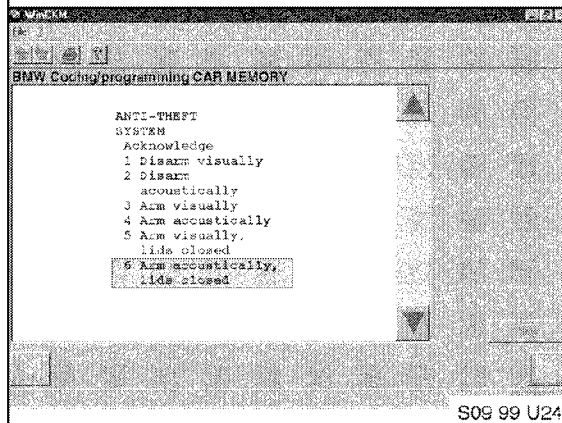 BMW Coding/programming CAR MEMORY
ANTI-THEFT
SYSTEM
Acknowledge
1 Disarm visually
2 Disarm
acoustically
3 Arm visually
4 Arm acoustically
5 Arm visually,
lids closed
6 Arm acoustically,
lids closed
S09 99 U24